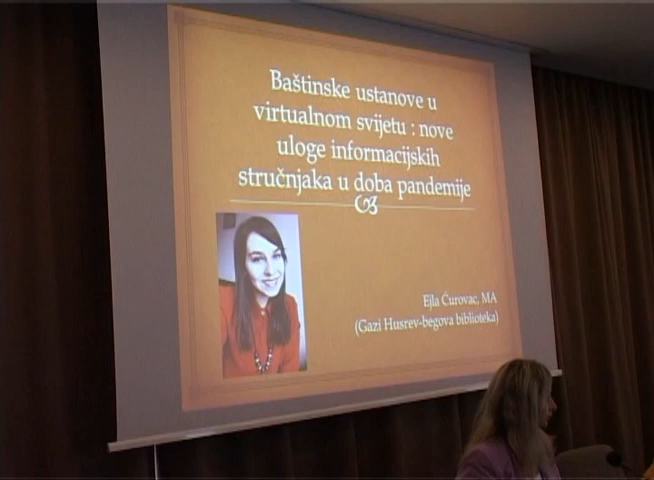 Baštinske ustanove u
virtualnom svijetu : nove
uloge informacijskih
stručnjaka u doba pandemije
Ejla Ćurovac, MA
(Gazi Husrev-begova biblioteka)